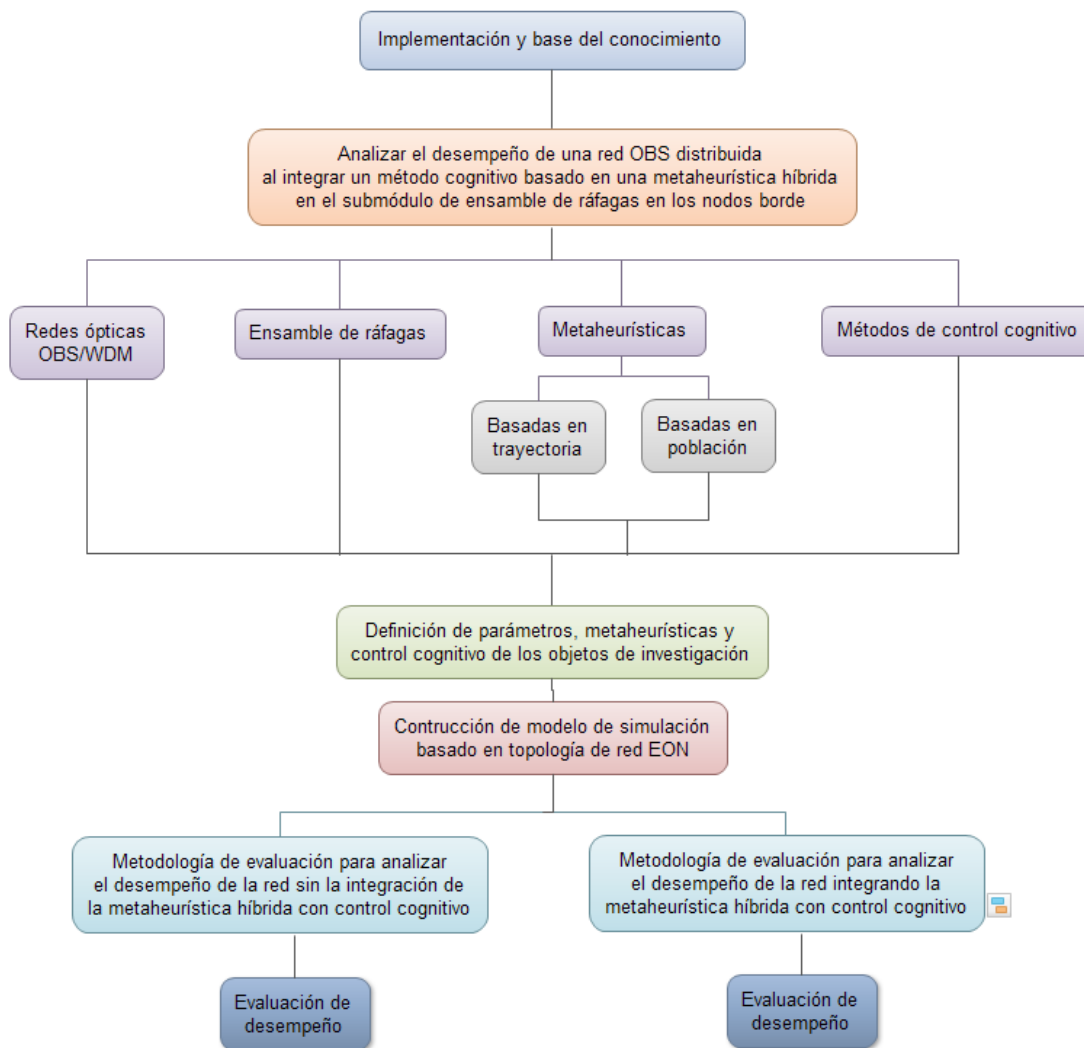 Implementación y base del conocimiento
Analizar el desempeño de una red OBS distribuida
al integrar un método cognitivo basado en una metaheurística híbrida
en el submódulo de ensamble de ráfagas en los nodos borde
Redes ópticas
OBS/WDM
Ensamble de ráfagas
Metaheurísticas
Métodos de control cognitivo
Basadas en
trayectoria
Basadas en
población
Definición de parámetros, metaheurísticas y
control cognitivo de los objetos de investigación
Contrucción de modelo de simulación
basado en topología de red EON
Metodología de evaluación para analizar
el desempeño de la red sin la integración de
la metaheurística híbrida con control cognitivo
Metodología de evaluación para analizar
el desempeño de la red integrando la
metaheurística híbrida con control cognitivo
Evaluación de
desempeño
Evaluación de
desempeño